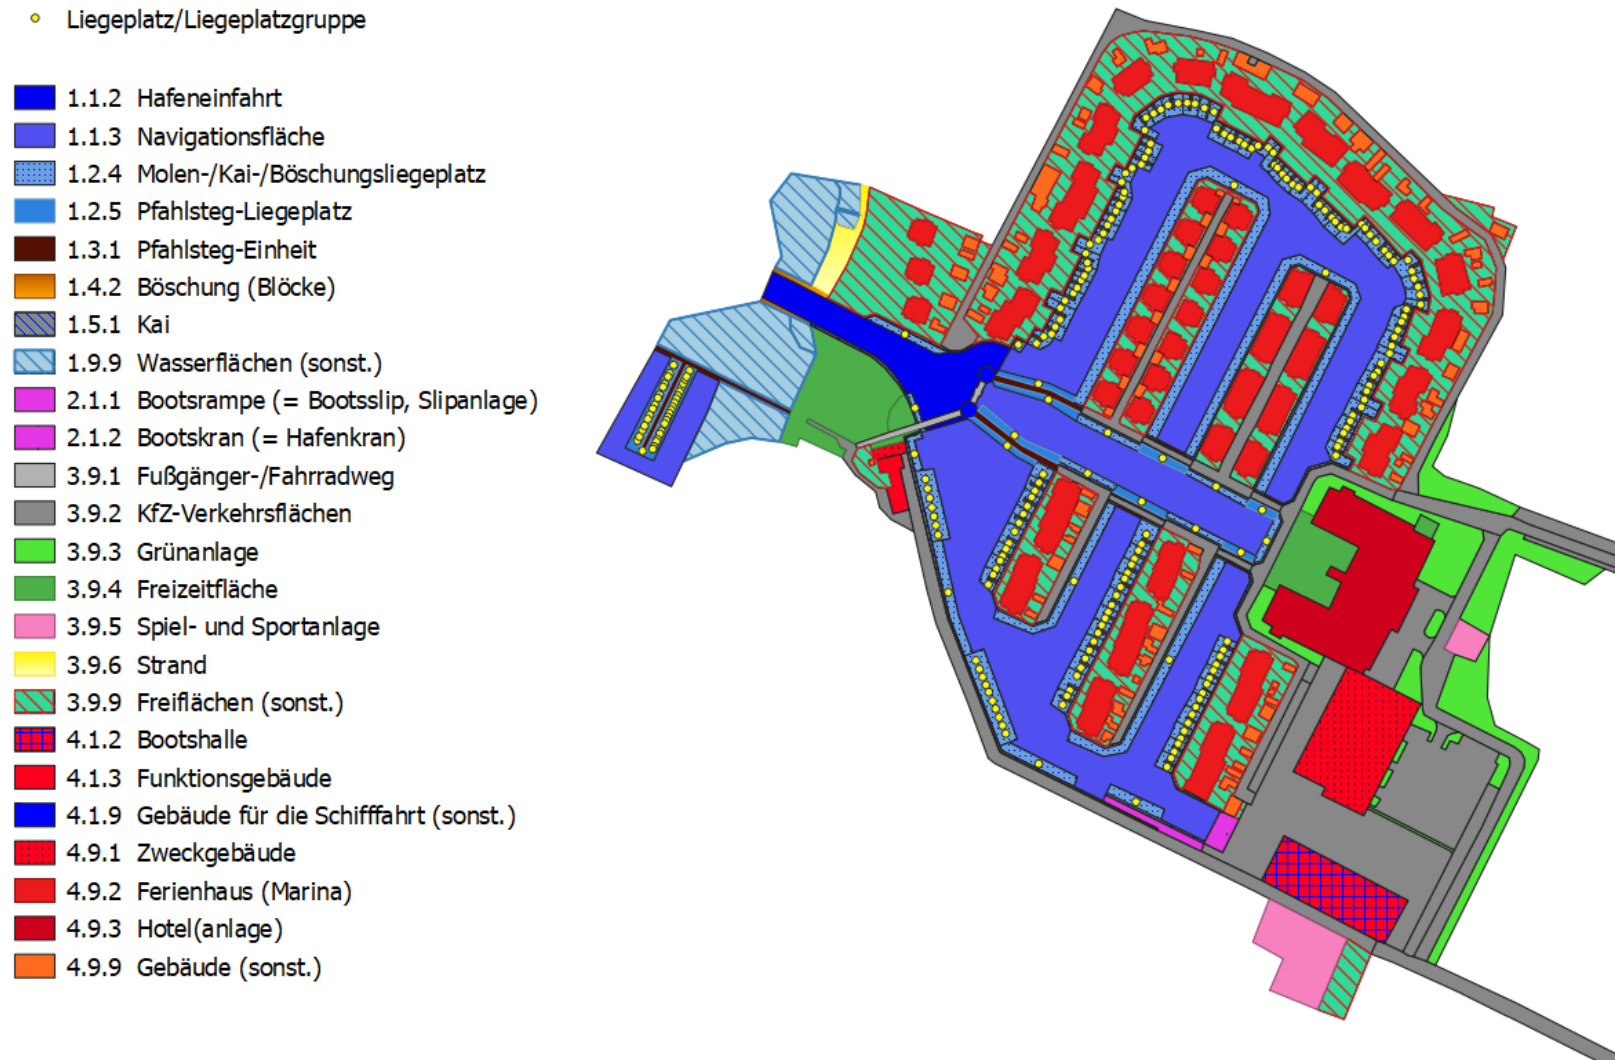 Liegeplatz/Liegeplatzgruppe
1.1.2 Hafeneinfahrt
1.1.3 Navigationsfläche
1.2.4 Molen-/Kai-/Böschungsliegeplatz
1.2.5 Pfahlsteg-Liegeplatz
1.3.1 Pfahlsteg-Einheit
1.4.2 Böschung (Blöcke)
1.5.1 Kai
1.9.9 Wasserflächen (sonst.)
2.1.1 Bootsrampe (= Bootsslip, Slipanlage)
2.1.2 Bootskran (= Hafenkran)
3.9.1 Fußgänger-/Fahrradweg
3.9.2 KfZ-Verkehrsflächen
3.9.3 Grünanlage
3.9.4 Freizeitfläche
3.9.5 Spiel- und Sportanlage
3.9.6 Strand
3.9.9 Freiflächen (sonst.)
4.1.2 Bootshalle
4.1.3 Funktionsgebäude
4.1.9 Gebäude für die Schifffahrt (sonst.)
4.9.1 Zweckgebäude
4.9.2 Ferienhaus (Marina)
4.9.3 Hotel(anlage)
4.9.9 Gebäude (sonst.)